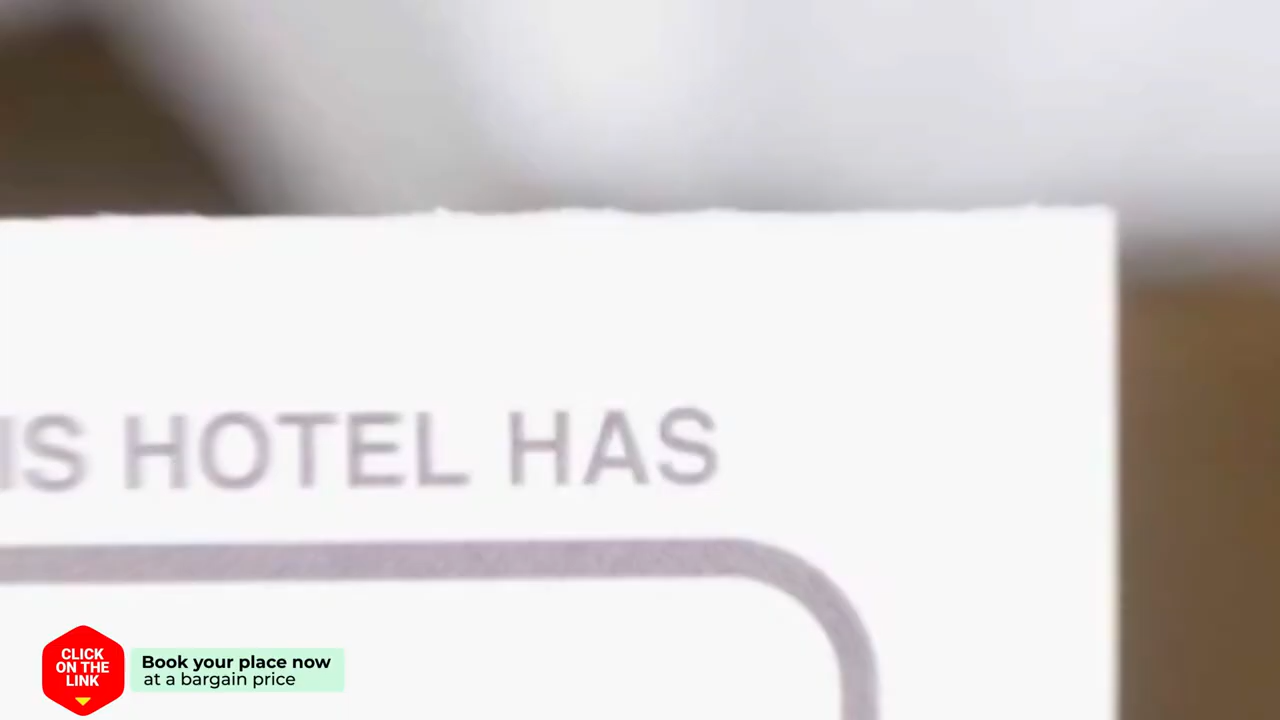 IS HOTEL HAS
CLICK
ON THE
LINK
Book your place now
at a bargain price